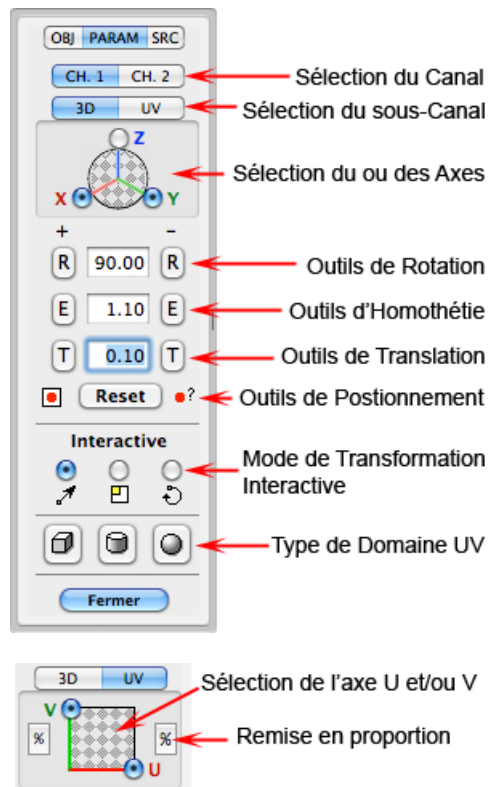 OBJ PARAM SRC
CH. 1 CH. 2 Sélection du Canal
3D UV Sélection du sous-Canal
Z
Sélection du ou des Axes
X Y
+ -
R 90.00 R Outils de Rotation
E 1.10 E Outils d'Homothétie
T 0.10 T Outils de Translation
Reset ? Outils de Postionnement
Interactive
Mode de Transformation
Interactive
Type de Domaine UV
Fermer
3D UV
Sélection de l'axe U et/ou V
V
% % Remise en proportion
U